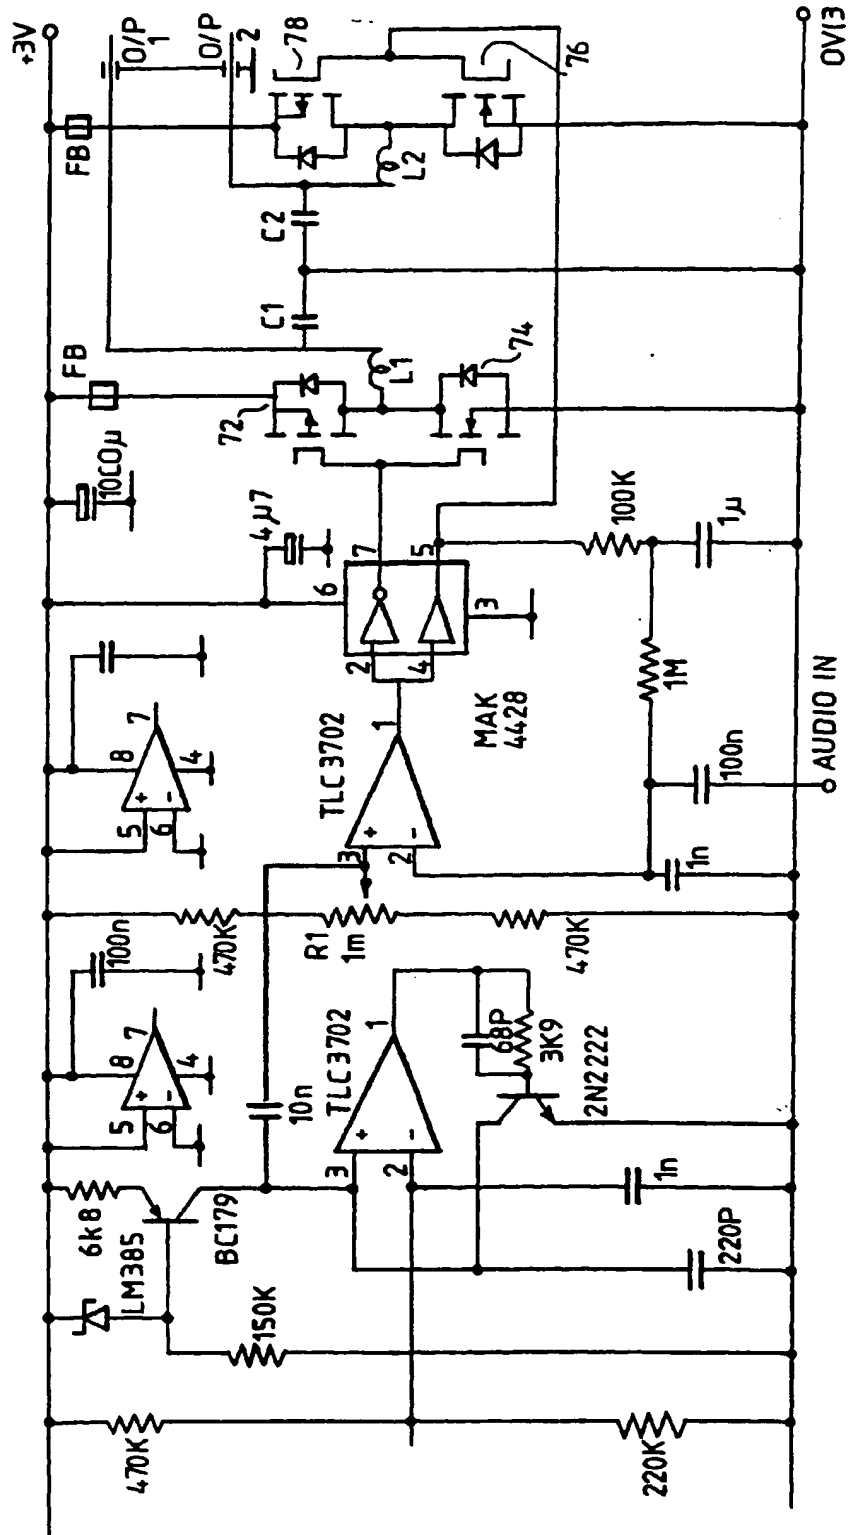 +3V
O/P
1
O/P
2
78
76
0V13
FB
L2
C2
C1
FB
L1
74
72
10C0µ
4µ7
6
7
5
2
4
3
MAK
4428
100K
1µ
1M
100n
AUDIO IN
1n
5
6
+
-
8
4
7
TLC3702
3
2
+
-
1
R1
1m
470K
470K
100n
5
6
+
-
8
4
7
10n
TLC3702
3
2
+
-
1
68P
3K9
2N2222
6k8
LM385
BC179
150K
1n
220P
470K
220K